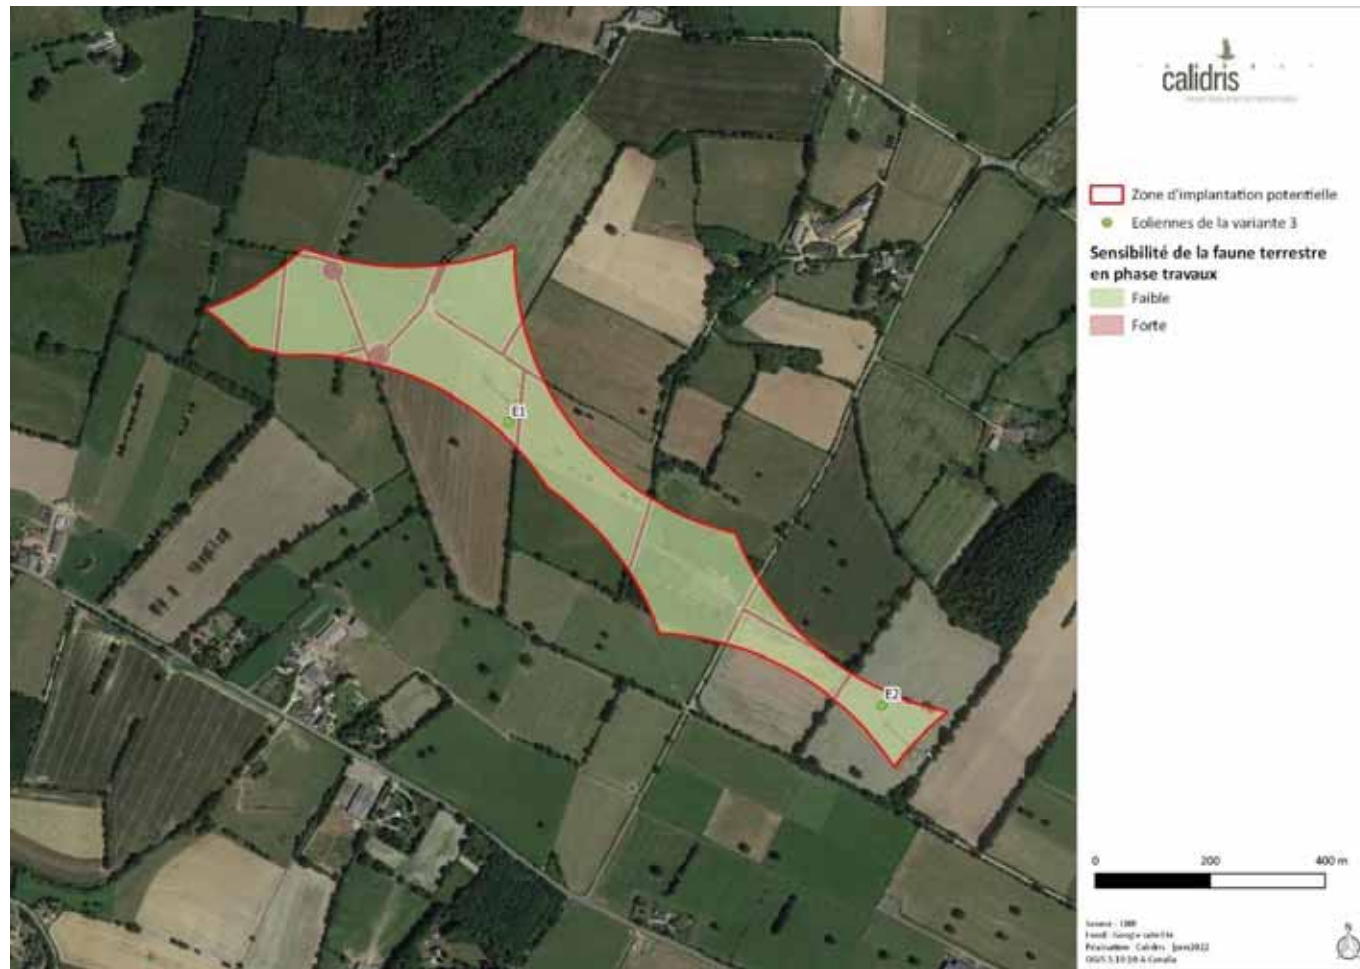 calidris
Zone d'implantation potentielle
Eoliennes de la variante 3
Sensibilité de la faune terrestre
en phase travaux
Faible
Forte
E1
E2
0 200 400 m
N